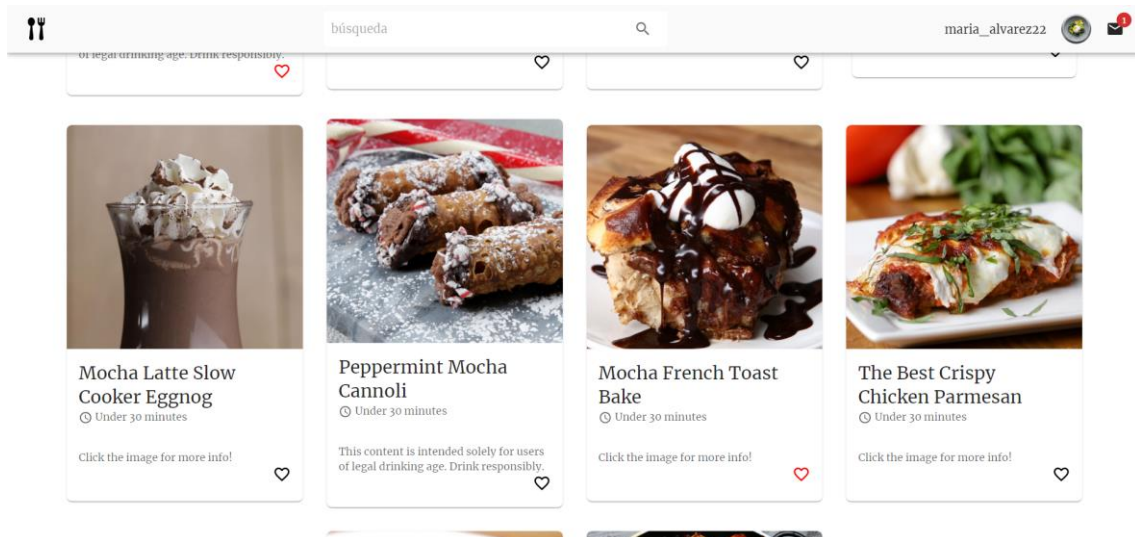 búsqueda
maria_alvarez22
1
of legal drinking age. Drink responsibly.
Mocha Latte Slow
Cooker Eggnog
Under 30 minutes
Click the image for more info!
Peppermint Mocha
Cannoli
Under 30 minutes
This content is intended solely for users
of legal drinking age. Drink responsibly.
Mocha French Toast
Bake
Under 30 minutes
Click the image for more info!
The Best Crispy
Chicken Parmesan
Under 30 minutes
Click the image for more info!